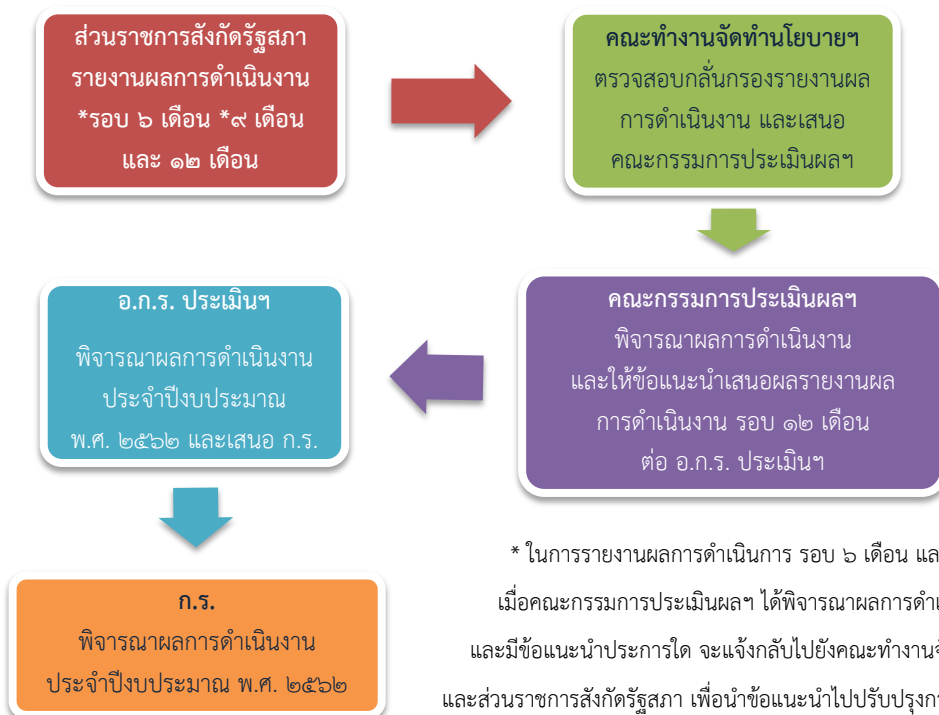 ส่วนราชการสังกัดรัฐสภา
รายงานผลการดำเนินงาน
*รอบ ๖ เดือน *๙ เดือน
และ ๑๒ เดือน
คณะทำงานจัดทำนโยบายฯ
ตรวจสอบกลั่นกรองรายงานผล
การดำเนินงาน และเสนอ
คณะกรรมการประเมินผลฯ
คณะกรรมการประเมินผลฯ
พิจารณาผลการดำเนินงาน
และให้ข้อแนะนำเสนอผลรายงานผล
การดำเนินงาน รอบ ๑๒ เดือน
ต่อ อ.ก.ร. ประเมินฯ
อ.ก.ร. ประเมินฯ
พิจารณาผลการดำเนินงาน
ประจำปีงบประมาณ
พ.ศ. ๒๕๖๒ และเสนอ ก.ร.
ก.ร.
พิจารณาผลการดำเนินงาน
ประจำปีงบประมาณ พ.ศ. ๒๕๖๒
* ในการรายงานผลการดำเนินการ รอบ ๖ เดือน
เมื่อคณะกรรมการประเมินผลฯ ได้พิจารณาผลการ
และมีข้อแนะนำประการใด จะแจ้งกลับไปยังคณะทำงาน
และส่วนราชการสังกัดรัฐสภา เพื่อนำข้อแนะนำไปปรับปรุง